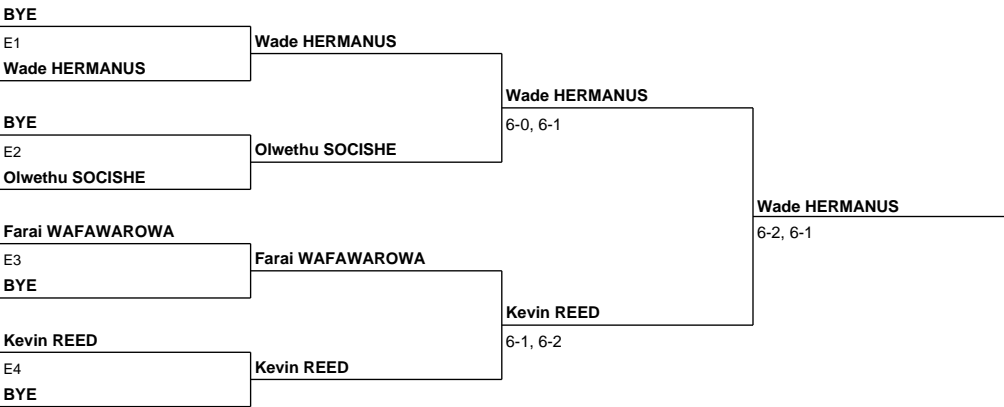 BYE
E1
Wade HERMANUS
Wade HERMANUS
Wade HERMANUS
6-0, 6-1
BYE
E2
Olwethu SOCISHE
Olwethu SOCISHE
Wade HERMANUS
6-2, 6-1
Farai WAFAWAROWA
E3
BYE
Farai WAFAWAROWA
Kevin REED
6-1, 6-2
Kevin REED
E4
BYE
Kevin REED